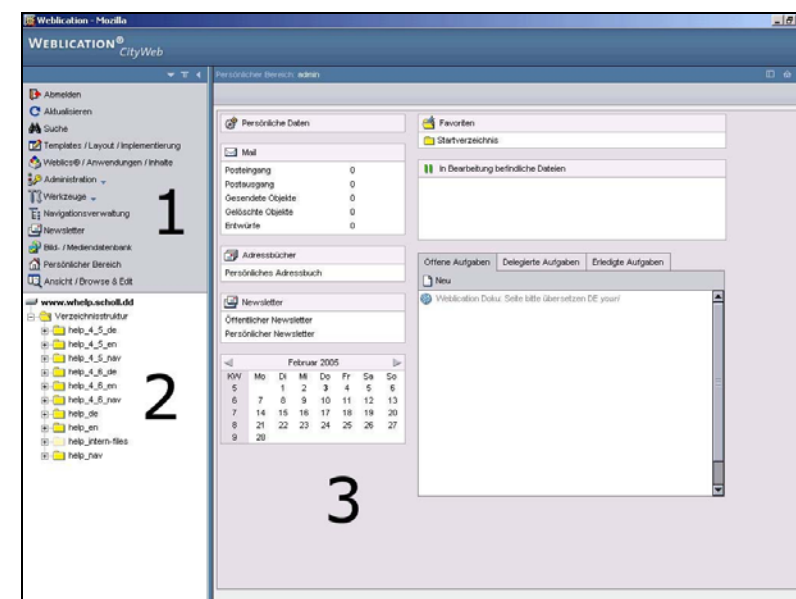 Weblication - Mozilla
WEBLICATION®
CityWeb
Persönlicher Bereich admin
Abmelden
Aktualisieren
Suche
Templates / Layout / Implementierung
Weblics® / Anwendungen / Inhalte
Administration
Werkzeuge
Navigationsverwaltung
Newsletter
Bild- / Mediendatenbank
Persönlicher Bereich
Ansicht / Browse & Edit
1
www.whelp.scholl.dd
Verzeichnisstruktur
help_4_5_de
help_4_5_en
help_4_5_nav
help_4_6_de
help_4_6_en
help_4_6_nav
help_de
help_en
help_intern-files
help_nav
2
Persönliche Daten
Mail
Posteingang 0
Postausgang 0
Gesendete Objekte 0
Gelöschte Objekte 0
Entwürfe 0
Adressbücher
Persönliches Adressbuch
Newsletter
Öffentlicher Newsletter
Persönlicher Newsletter
Februar 2005
KW Mo Di Mi Do Fr Sa So
5 1 2 3 4 5 6
6 7 8 9 10 11 12 13
7 14 15 16 17 18 19 20
8 21 22 23 24 25 26 27
9 28
3
Favoriten
Startverzeichnis
In Bearbeitung befindliche Dateien
Offene Aufgaben Delegierte Aufgaben Erledigte Aufgaben
Neu
Weblication Doku: Seite bitte übersetzen DE your/